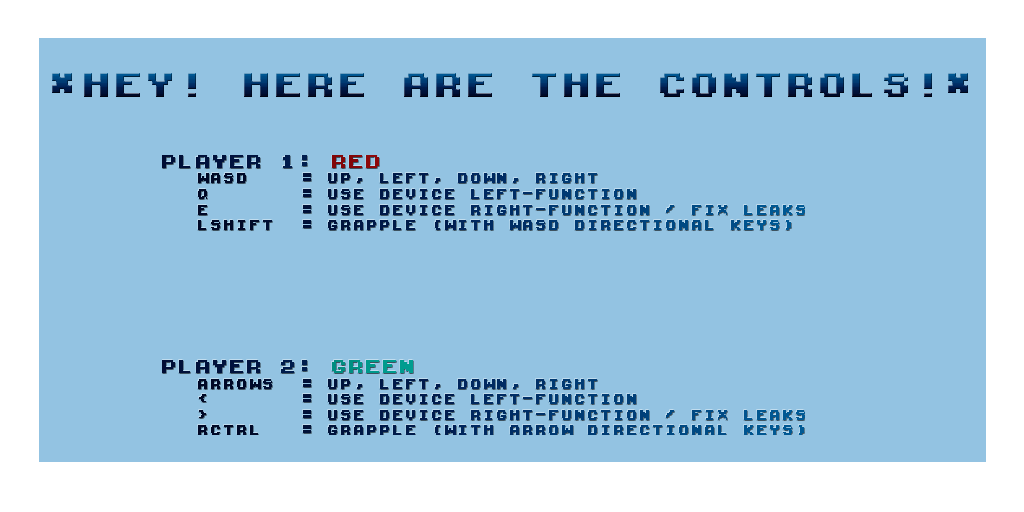 *HEY! HERE ARE THE CONTROLS!*
PLAYER 1: RED
WASD = UP, LEFT, DOWN, RIGHT
Q = USE DEVICE LEFT-FUNCTION
E = USE DEVICE RIGHT-FUNCTION / FIX LEAKS
LSHIFT = GRAPPLE (WITH WASD DIRECTIONAL KEYS)
PLAYER 2: GREEN
ARROWS = UP, LEFT, DOWN, RIGHT
< = USE DEVICE LEFT-FUNCTION
> = USE DEVICE RIGHT-FUNCTION / FIX LEAKS
RCTRL = GRAPPLE (WITH ARROW DIRECTIONAL KEYS)